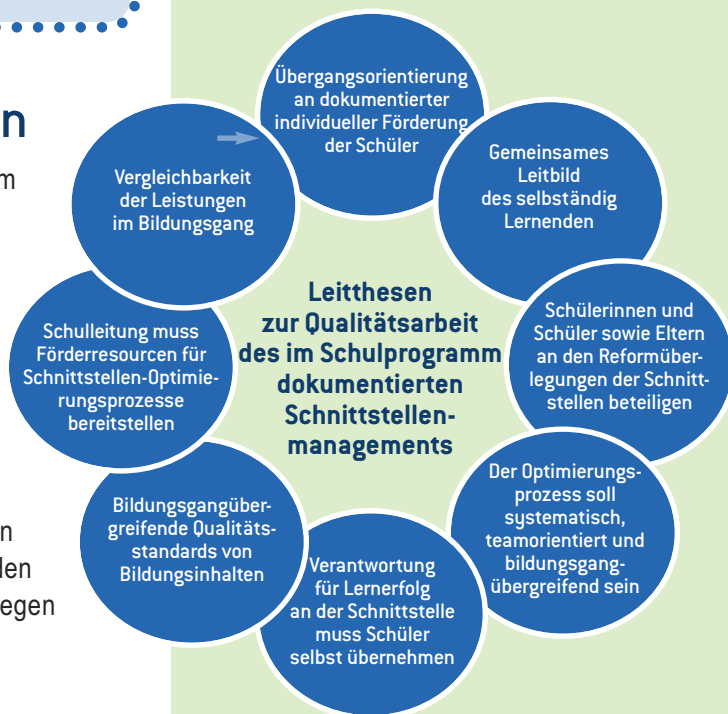 n
m
n
len
egen
Übergangsorientierung
an dokumentierter
individueller Förderung
der Schüler
Gemeinsames
Leitbild
des selbständig
Lernenden
Schülerinnen und
Schüler sowie Eltern
an den Reformüber-
legungen der Schnitt-
stellen beteiligen
Der Optimierungs-
prozess soll
systematisch,
teamorientiert und
bildungsgang-
übergreifend sein
Verantwortung
für Lernerfolg
an der Schnittstelle
muss Schüler
selbst übernehmen
Bildungsgangüber-
greifende Qualitäts-
standards von
Bildungsinhalten
Schulleitung muss
Förderresourcen für
Schnittstellen-Optimie-
rungsprozesse
bereitstellen
Vergleichbarkeit
der Leistungen
im Bildungsgang
Leitthesen
zur Qualitätsarbeit
des im Schulprogramm
dokumentierten
Schnittstellen-
managements